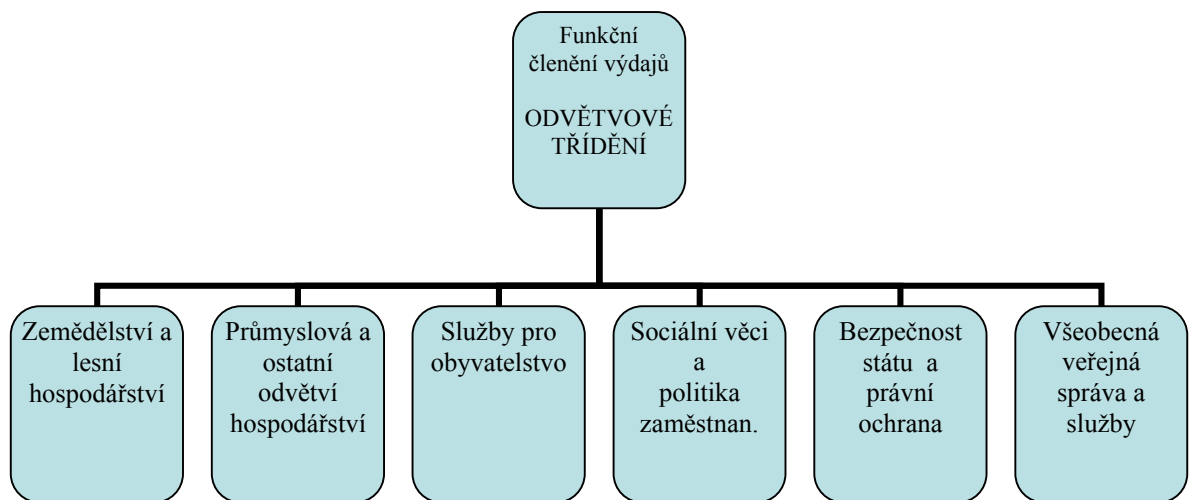 Funkční
členění výdajů
ODVĚTVOVÉ
TŘÍDĚNÍ
Zemědělství a
lesní
hospodářství
Průmyslová a
ostatní
odvětví
hospodářství
Služby pro
obyvatelstvo
Sociální věci
a
politika
zaměstnan.
Bezpečnost
státu a
právní
ochrana
Všeobecná
veřejná
správa a
služby